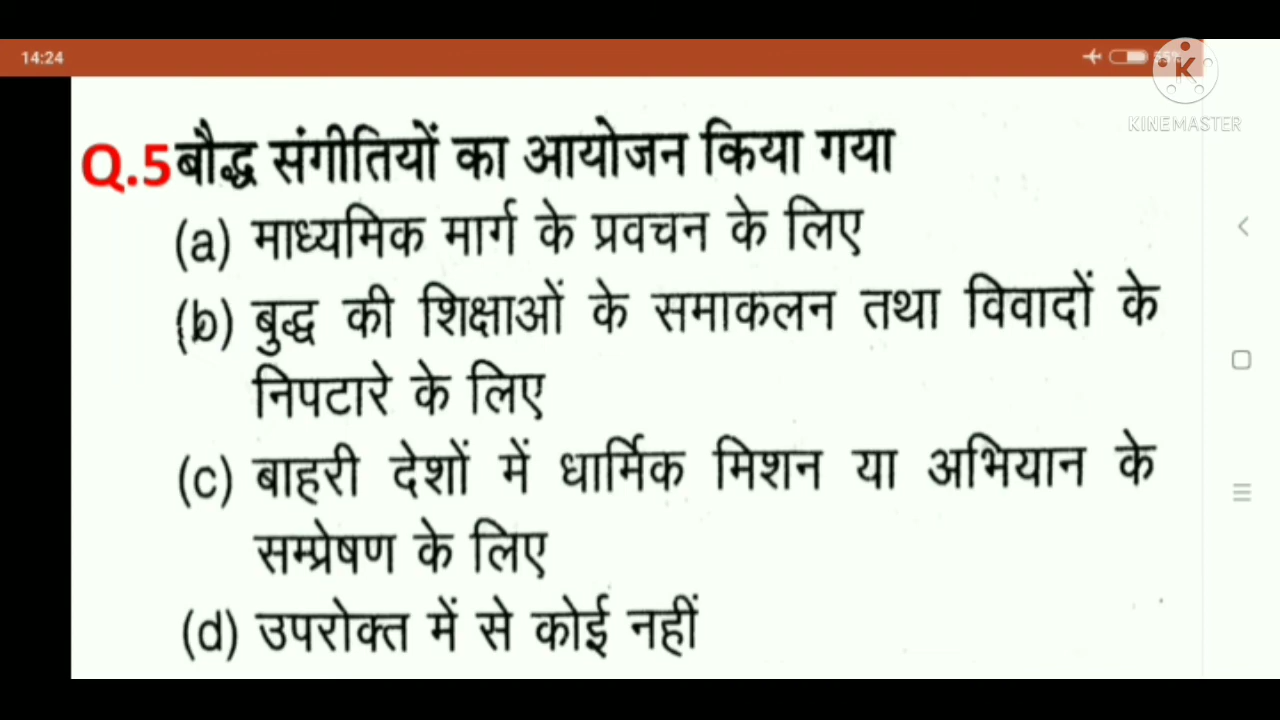 14:24
55%
K
KINEMASTER
Q.5 बौद्ध संगीतियों का आयोजन किया गया
(a) माध्यमिक मार्ग के प्रवचन के लिए
(b) बुद्ध की शिक्षाओं के समाकलन तथा विवादों के
निपटारे के लिए
(c) बाहरी देशों में धार्मिक मिशन या अभियान के
सम्प्रेषण के लिए
(d) उपरोक्त में से कोई नहीं